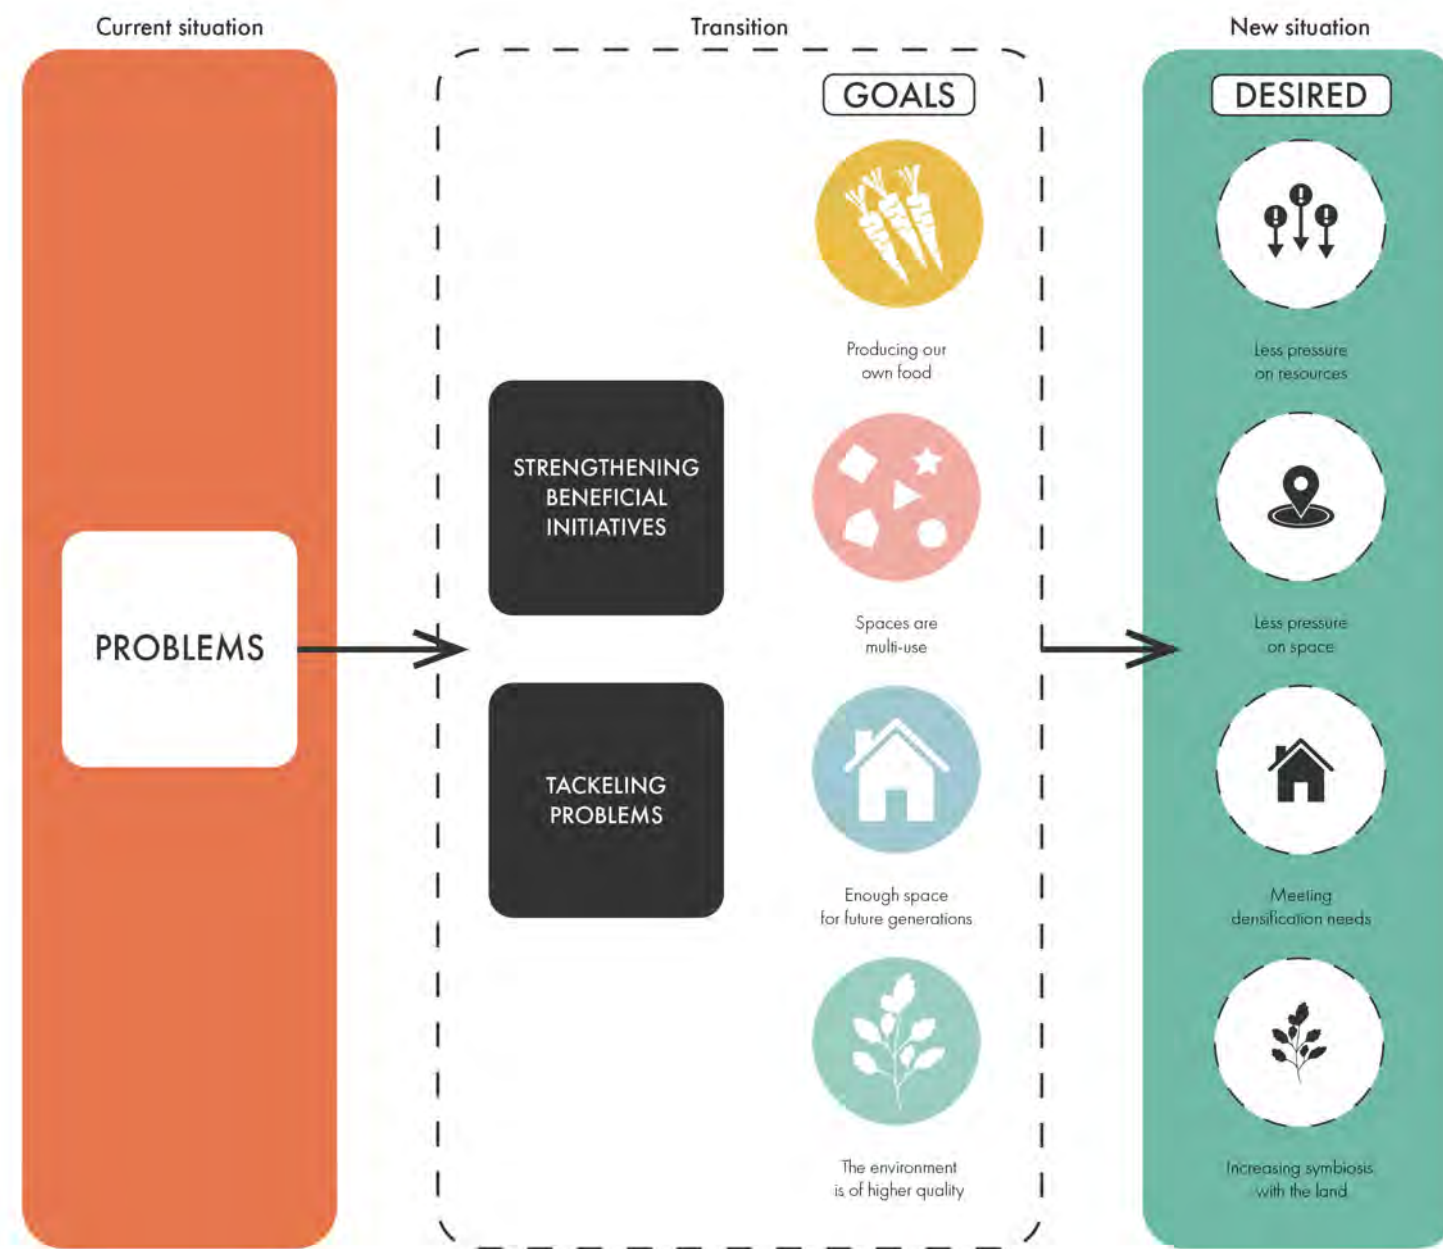 Current situation
PROBLEMS
Transition
STRENGTHENING
BENEFICIAL
INITIATIVES
TACKELING
PROBLEMS
GOALS
Producing our
own food
Spaces are
multi-use
Enough space
for future generations
The environment
is of higher quality
New situation
DESIRED
Less pressure
on resources
Less pressure
on space
Meeting
densification needs
Increasing symbiosis
with the land